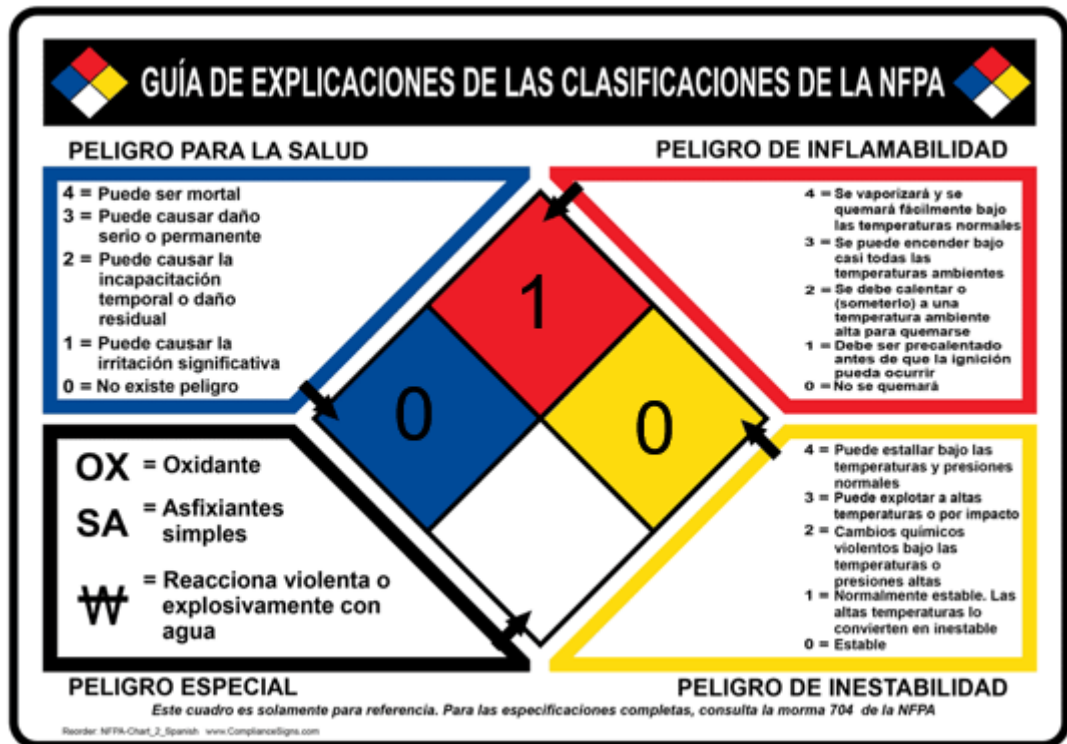 GUÍA DE EXPLICACIONES DE LAS CLASIFICACIONES DE LA NFPA
PELIGRO PARA LA SALUD
4 = Puede ser mortal
3 = Puede causar daño
serio o permanente
2 = Puede causar la
incapacitación
temporal o daño
residual
1 = Puede causar la
irritación significativa
0 = No existe peligro
PELIGRO DE INFLAMABILIDAD
4 = Se vaporizará y se
quemará fácilmente bajo
las temperaturas normales
3 = Se puede encender bajo
casi todas las
temperaturas ambientes
2 = Se debe calentar o
(someterlo) a una
temperatura ambiente
alta para quemarse
1 = Debe ser precalentado
antes de que la ignición
pueda ocurrir
0 = No se quemará
1
0
0
OX = Oxidante
SA = Asfixiantes
simples
W = Reacciona violenta o
explosivamente con
agua
PELIGRO ESPECIAL
4 = Puede estallar bajo las
temperaturas y presiones
normales
3 = Puede explotar a altas
temperaturas o por impacto
2 = Cambios químicos
violentos bajo las
temperaturas o
presiones altas
1 = Normalmente estable. Las
altas temperaturas lo
convierten en inestable
0 = Estable
PELIGRO DE INESTABILIDAD
Este cuadro es solamente para referencia. Para las especificaciones completas, consulta la morma 704 de la NFPA
Reorder: NFPA-Chart_2_Spanish www.ComplianceSigns.com